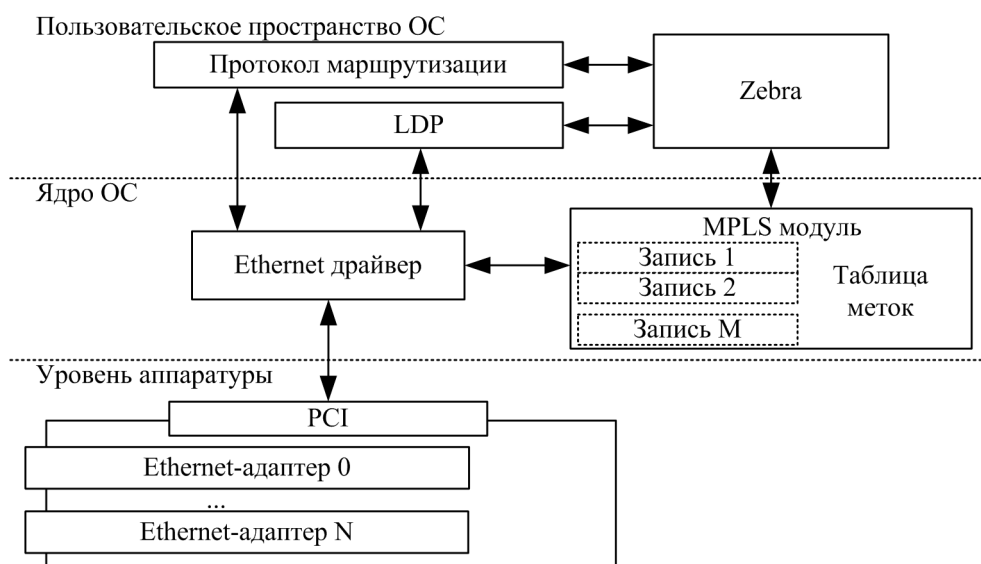 Пользовательское пространство ОС
Протокол маршрутизации
Zebra
LDP
Ядро ОС
MPLS модуль
Ethernet драйвер
Запись 1
Запись 2
Таблица
меток
Запись M
Уровень аппаратуры
PCI
Ethernet-адаптер 0
...
Ethernet-адаптер N